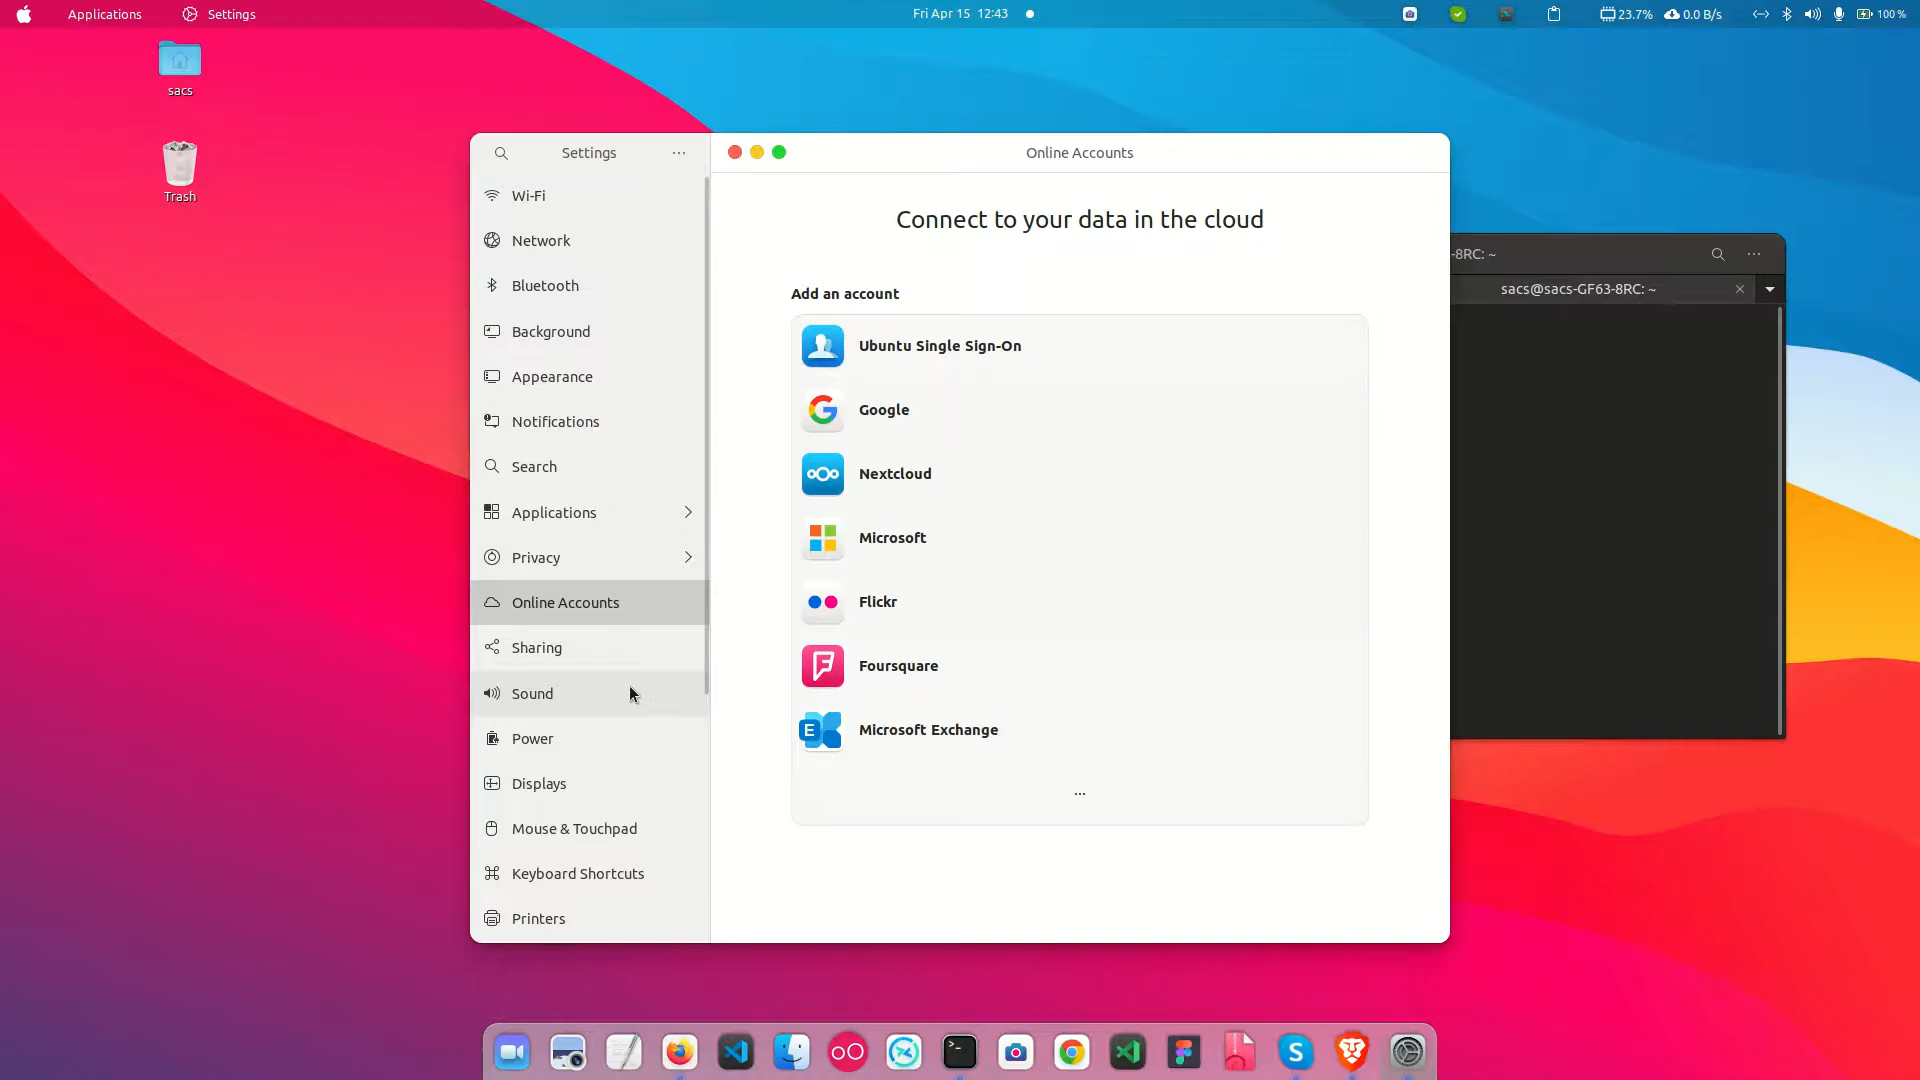 Applications Settings Fri Apr 15 12:43 23.7% 0.0 B/s 100 %
sacs
Trash
Settings
Wi-Fi
Network
Bluetooth
Background
Appearance
Notifications
Search
Applications
Privacy
Online Accounts
Sharing
Sound
Power
Displays
Mouse & Touchpad
Keyboard Shortcuts
Printers
Online Accounts
Connect to your data in the cloud
Add an account
Ubuntu Single Sign-On
Google
Nextcloud
Microsoft
Flickr
Foursquare
E Microsoft Exchange
...
-8RC: ~
sacs@sacs-GF63-8RC: ~